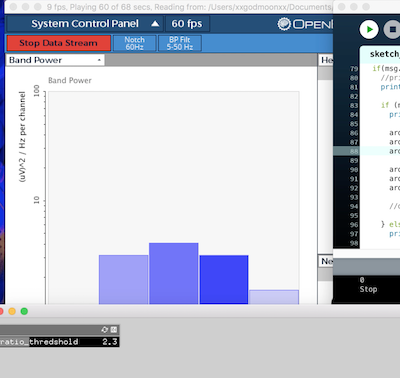 9 fps, Playing 60 of 68 secs, Reading from: /Users/xxgodmoonxx/Documents/
System Control Panel 60 fps
Stop Data Stream
Notch
60Hz
BP Filt
5-50 Hz
Band Power
He
Band Power
(uV)^2 / Hz per channel
100
10
sketch_
79 if(msg.
80 //pri
81 print
82
83 if (m
84 pri
85
86 ard
87 ard
88 ard
89
90 ard
91 ard
92 ard
93
94 //d
95
96 } els
97 pri
98
0
Stop
Ne
ratio_thredshold 2.3